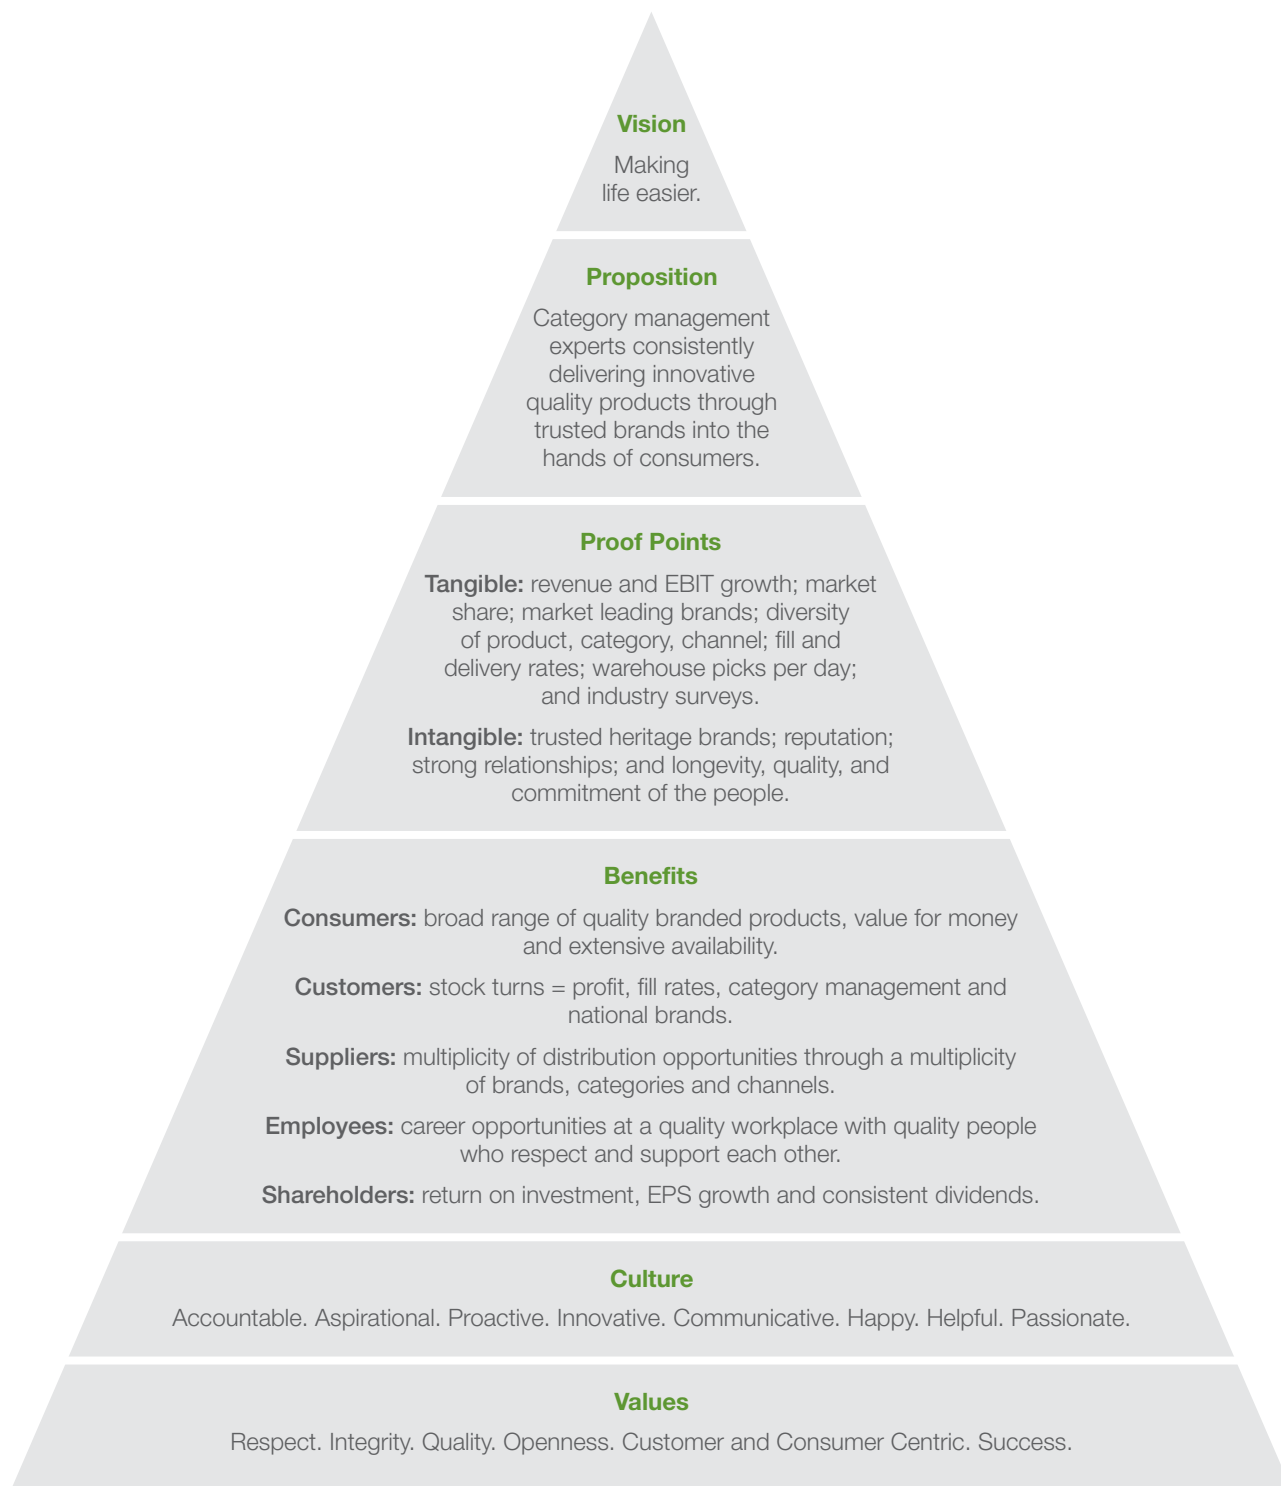 Vision
Making
life easier.
Proposition
Category management
experts consistently
delivering innovative
quality products through
trusted brands into the
hands of consumers.
Proof Points
Tangible: revenue and EBIT growth; market
share; market leading brands; diversity
of product, category, channel; fill and
delivery rates; warehouse picks per day;
and industry surveys.
Intangible: trusted heritage brands; reputation;
strong relationships; and longevity, quality, and
commitment of the people.
Benefits
Consumers: broad range of quality branded products, value for money
and extensive availability.
Customers: stock turns = profit, fill rates, category management and
national brands.
Suppliers: multiplicity of distribution opportunities through a multiplicity
of brands, categories and channels.
Employees: career opportunities at a quality workplace with quality people
who respect and support each other.
Shareholders: return on investment, EPS growth and consistent dividends.
Culture
Accountable. Aspirational. Proactive. Innovative. Communicative. Happy. Helpful. Passionate.
Values
Respect. Integrity. Quality. Openness. Customer and Consumer Centric. Success.